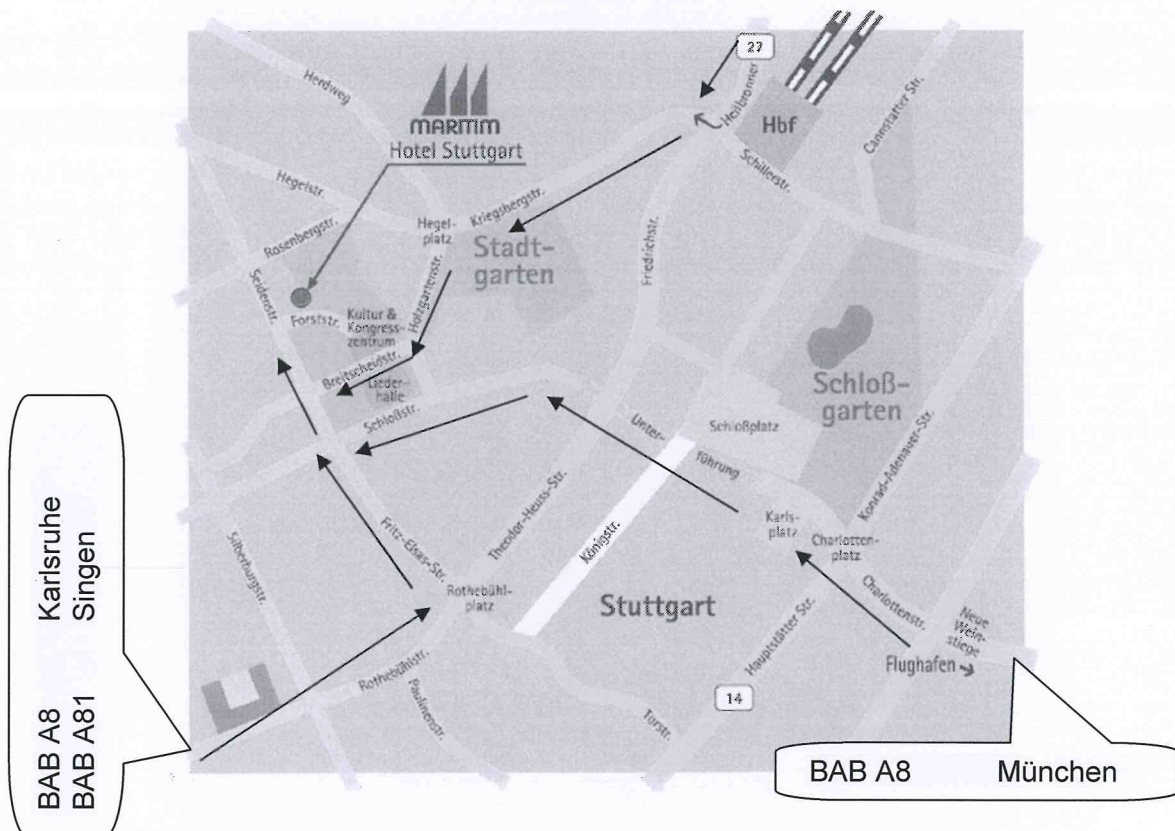 27
Herdweg
MARITIM
Hotel Stuttgart
Heilbronner
Hbf
Cannstatter Str.
Schillerstr.
Hegelstr.
Kriegsbergstr.
Hegel-
platz
Rosenbergstr.
Stadt-
garten
Friedrichstr.
Seidenstr.
Holzgartenstr.
Forststr.
Kultur &
Kongress-
zentrum
Breitscheidstr.
Lieder-
halle
Schloßstr.
Schloß-
garten
Schloßplatz
Unter-
führung
Konrad-Adenauer-Str.
Theodor-Heuss-Str.
Königstr.
Karls-
platz
Charlotten-
platz
Fritz-Elsas-Str.
Silberburgstr.
Rothebühl-
platz
Stuttgart
Charlottenstr.
Neue
Wein-
stiege
Hauptstätter Str.
Flughafen
Rothebühlstr.
Paulinenstr.
14
Torstr.
BAB A8 Karlsruhe
BAB A81 Singen
BAB A8 München